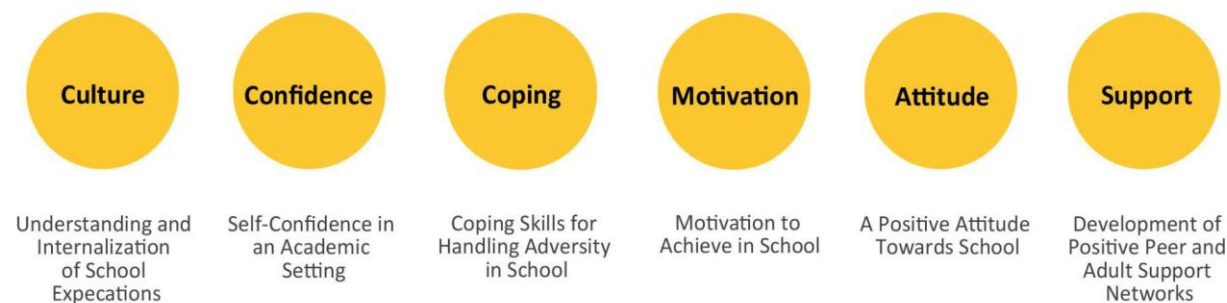 Culture
Confidence
Coping
Motivation
Attitude
Support
Understanding and
Internalization
of School
Expecations
Self-Confidence in
an Academic
Setting
Coping Skills for
Handling Adversity
in School
Motivation to
Achieve in School
A Positive Attitude
Towards School
Development of
Positive Peer and
Adult Support
Networks